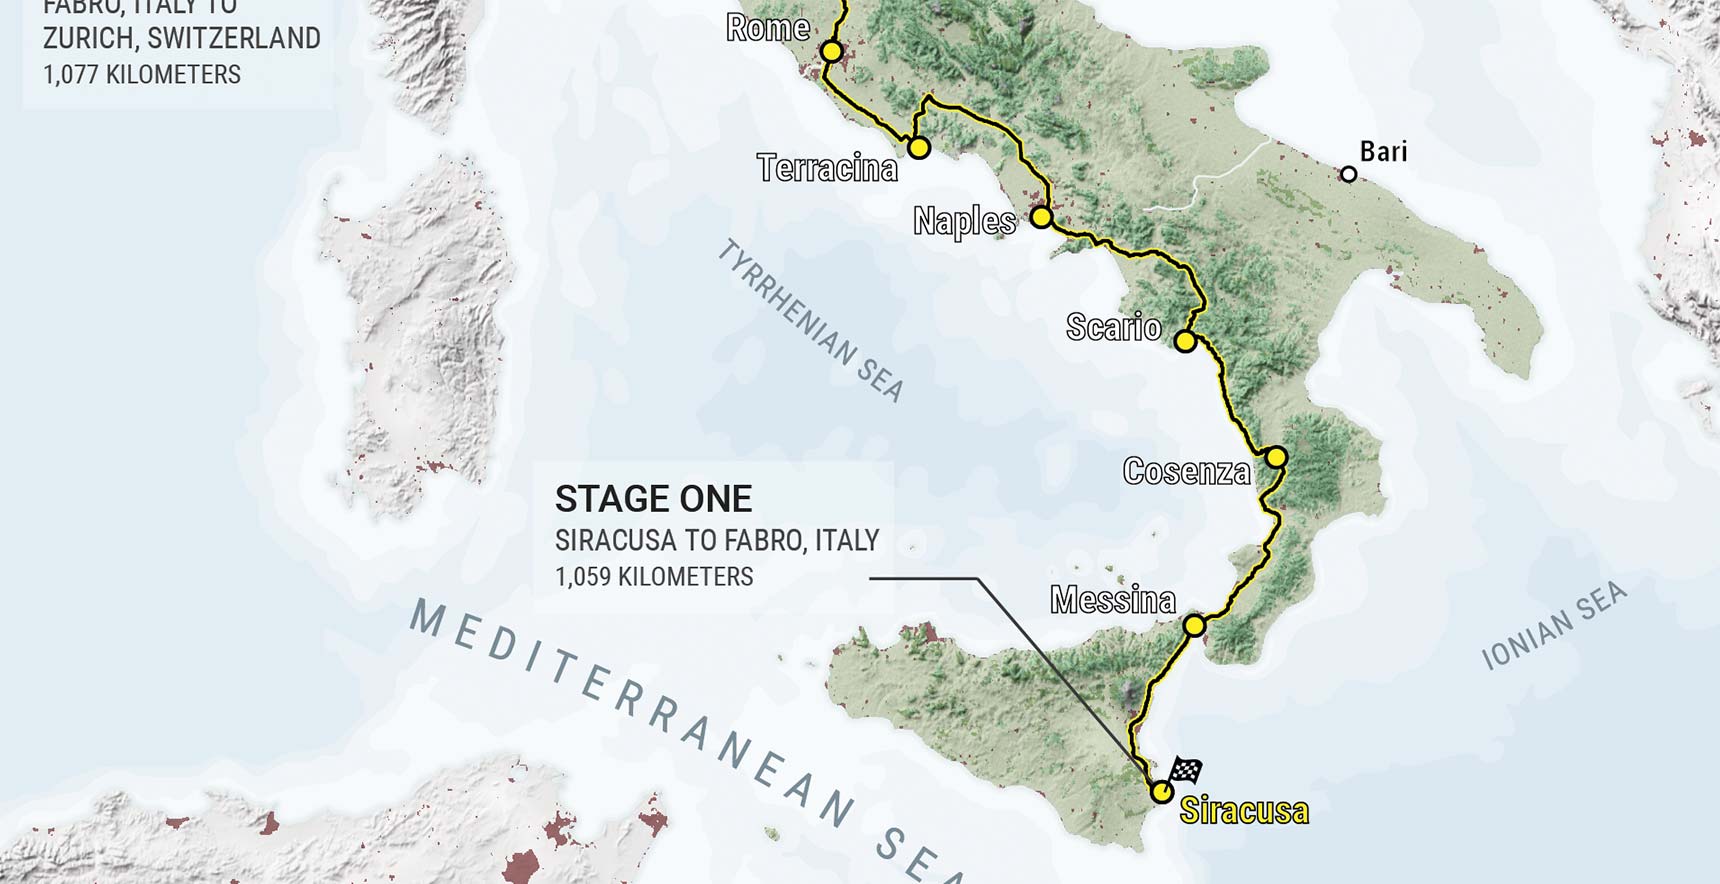 FABRO, ITALY TO
ZURICH, SWITZERLAND
1,077 KILOMETERS
Rome
Terracina
Bari
Naples
TYRRHENIAN SEA
Scario
Cosenza
STAGE ONE
SIRACUSA TO FABRO, ITALY
1,059 KILOMETERS
Messina
IONIAN SEA
MEDITERRANEAN SEA
Siracusa